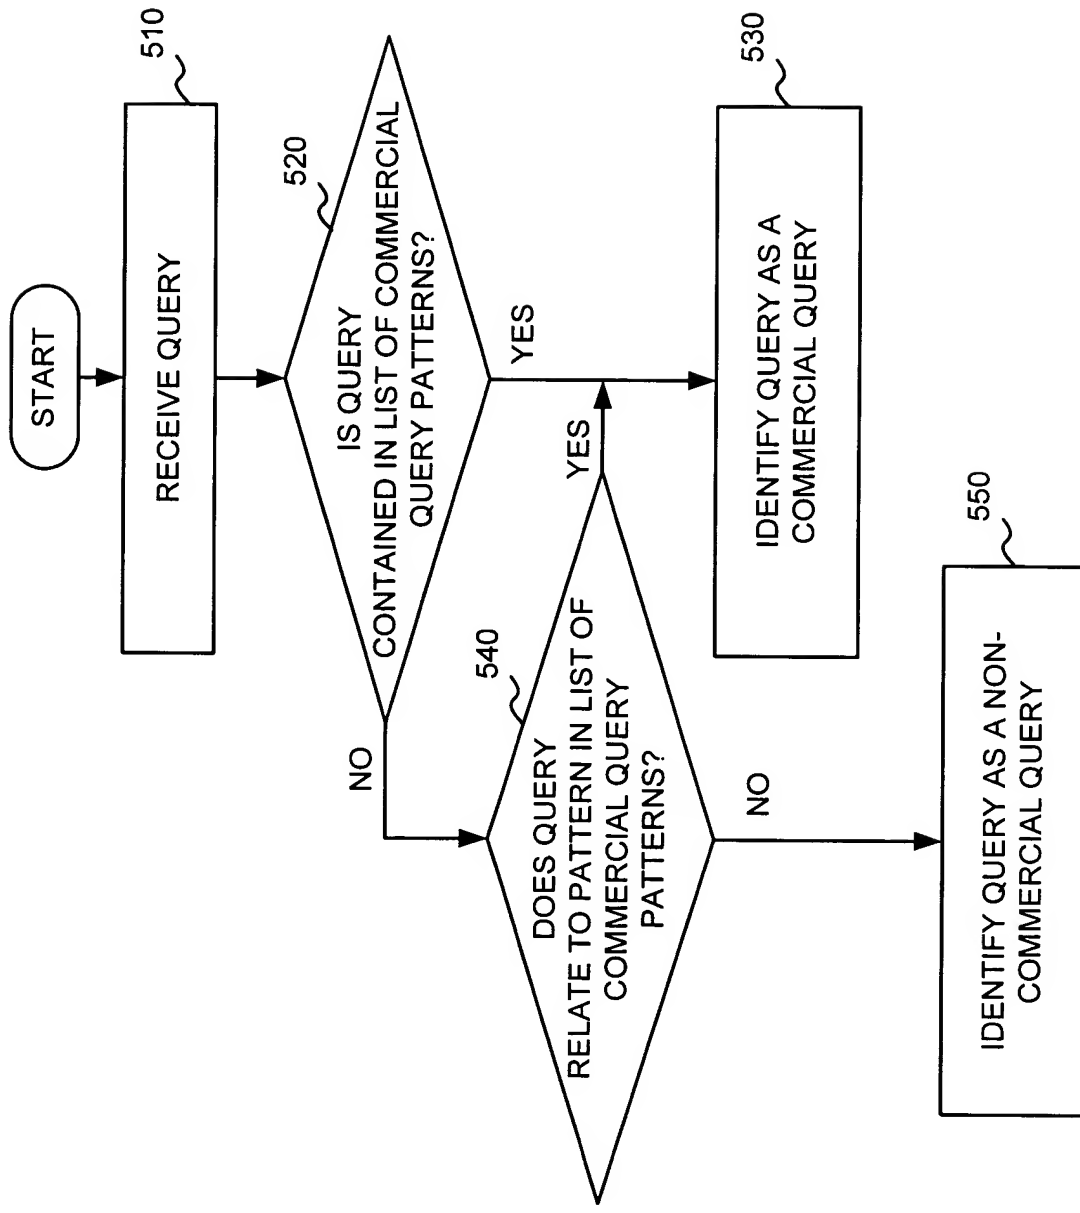 START
510
RECEIVE QUERY
520
IS QUERY
CONTAINED IN LIST OF COMMERCIAL
QUERY PATTERNS?
YES
NO
540
DOES QUERY
RELATE TO PATTERN IN LIST OF
COMMERCIAL QUERY
PATTERNS?
YES
NO
530
IDENTIFY QUERY AS A
COMMERCIAL QUERY
550
IDENTIFY QUERY AS A NON-
COMMERCIAL QUERY